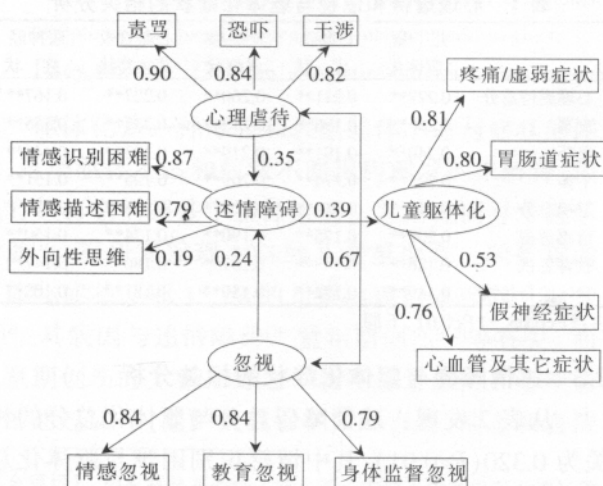 责骂 恐吓 干涉
0.90 0.84 0.82
心理虐待
疼痛/虚弱症状
0.81
情感识别困难 0.87 0.35 0.80 胃肠道症状
情感描述困难 0.79 述情障碍 0.39 儿童躯体化
外向性思维 0.19 0.24 0.67 0.53
假神经症状
0.76
忽视 心血管及其它症状
0.84 0.84 0.79
情感忽视 教育忽视 身体监督忽视